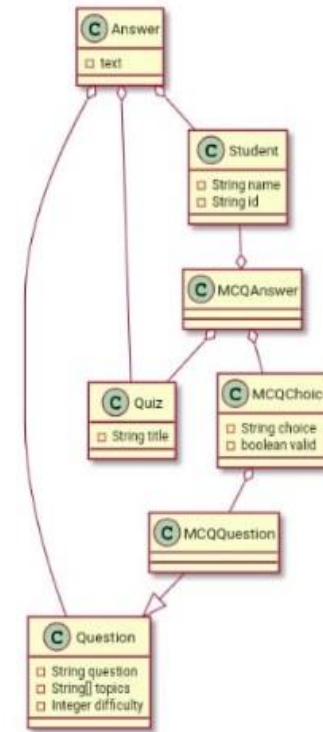 C Answer
text
C Student
String name
String id
C MCQAnswer
C Quiz
String title
C MCQChoice
String choice
boolean valid
C MCQQuestion
C Question
String question
String[] topics
Integer difficulty